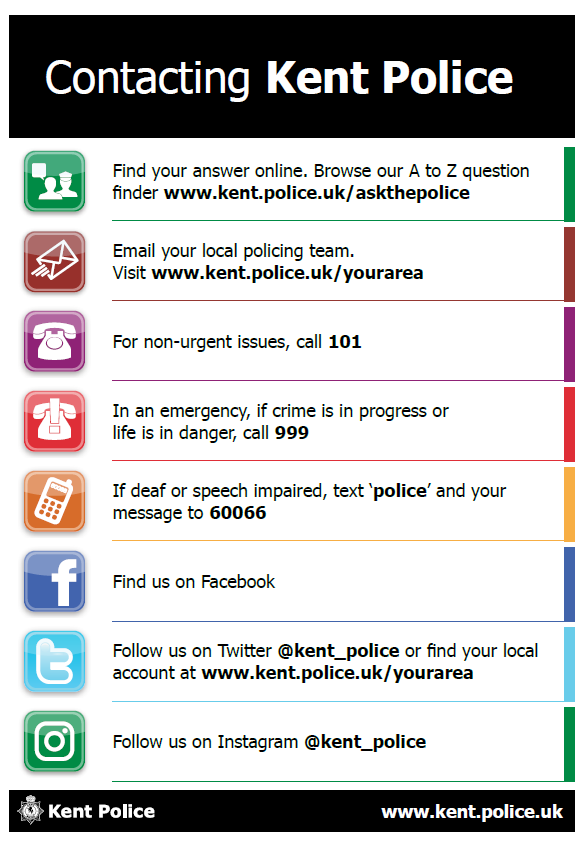 Contacting Kent Police
Find your answer online. Browse our A to Z question
finder www.kent.police.uk/askthepolice
Email your local policing team.
Visit www.kent.police.uk/yourarea
For non-urgent issues, call 101
In an emergency, if crime is in progress or
life is in danger, call 999
If deaf or speech impaired, text ‘police’ and your
message to 60066
Find us on Facebook
Follow us on Twitter @kent_police or find your local
account at www.kent.police.uk/yourarea
Follow us on Instagram @kent_police
Kent Police
www.kent.police.uk